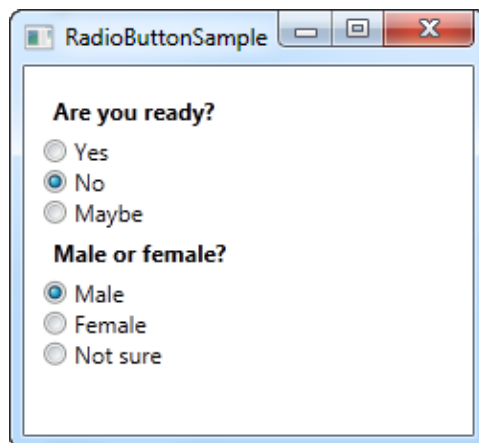 RadioButtonSample
Are you ready?
Yes
No
Maybe
Male or female?
Male
Female
Not sure